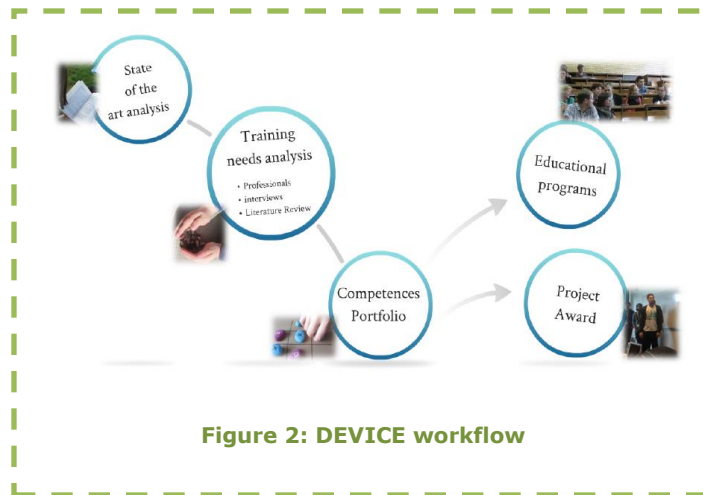 State
of the
art analysis
Training
needs analysis
• Professionals
• interviews
• Literature Review
Competences
Portfolio
Educational
programs
Project
Award
Figure 2: DEVICE workflow